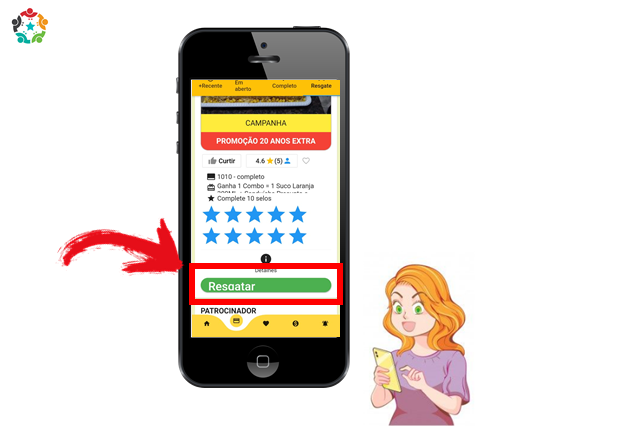 +Recente
Em
aberto
Completo
Resgate
CAMPANHA
PROMOÇÃO 20 ANOS EXTRA
Curtir
4.6 (5)
1010 - completo
Ganha 1 Combo = 1 Suco Laranja
Complete 10 selos
Detalhes
Resgatar
PATROCINADOR